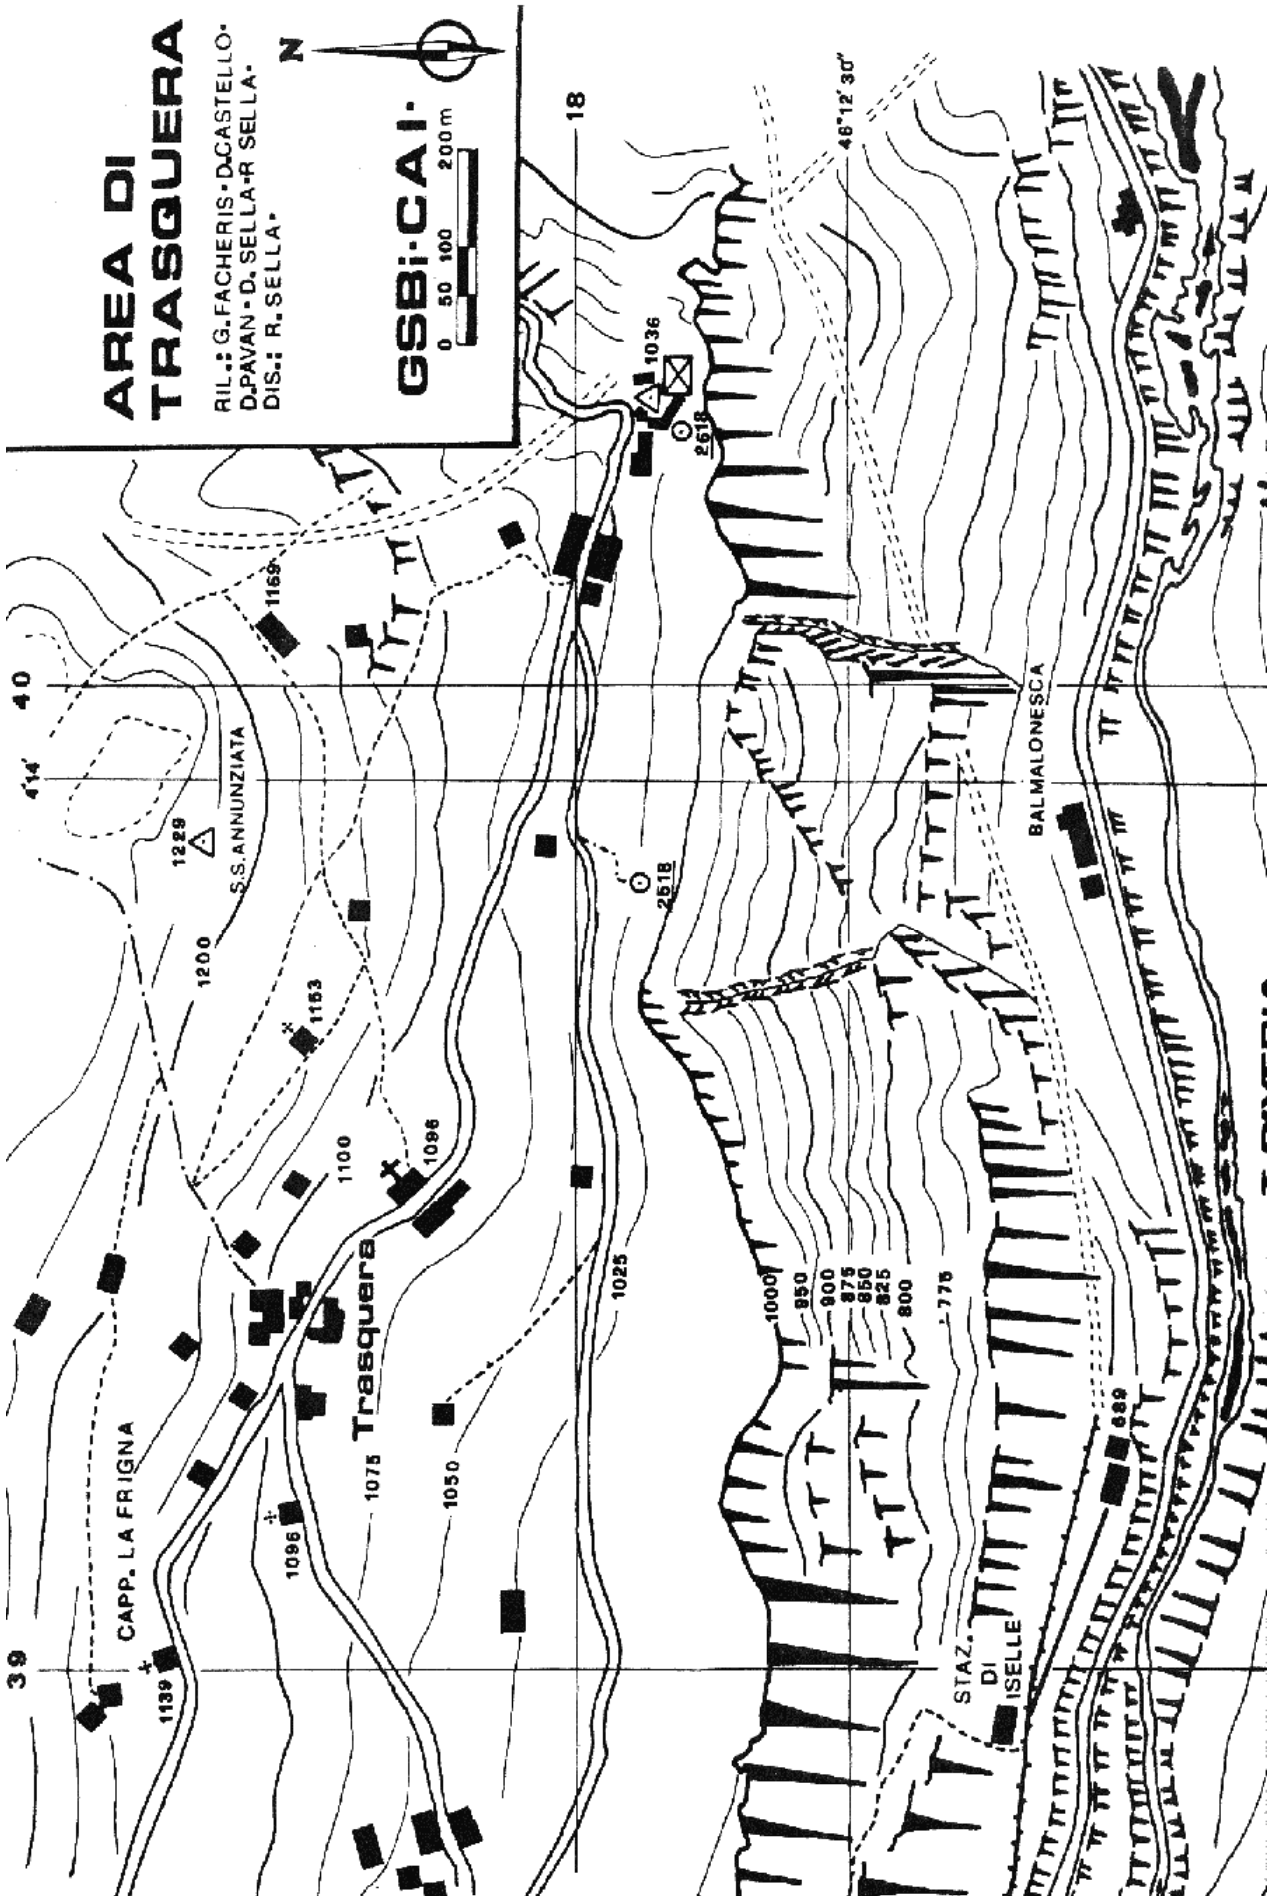 AREA DI
TRASQUERA
RIL.: G. FACHERIS • D.CASTELLO •
D.PAVAN • D. SELLA • R SELLA •
DIS.: R. SELLA •
GSBi•CAI•
0 50 100 200 m
N
39
4°14'
40
18
46°12'30"
CAPP. LA FRIGNA
1139
1096
Trasquera
1075
1050
1100
1096
1153
1200
1229
S.S.ANNUNZIATA
1169
1025
2518
2618
1036
1000
950
900
875
850
825
800
775
STAZ.
DI
ISELLE
689
BALMALONESCA